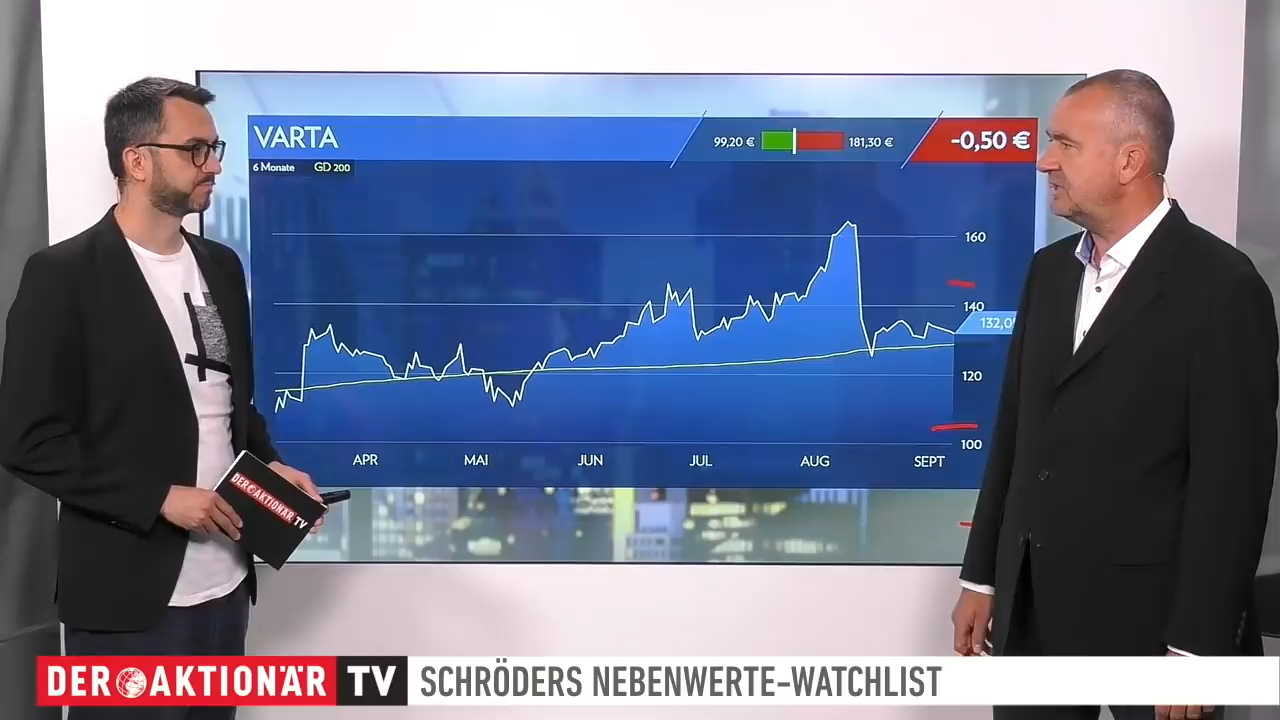 VARTA
99,20 €
181,30 €
-0,50 €
6 Monate
GD 200
160
140
132,0
120
100
APR
MAI
JUN
JUL
AUG
SEPT
DER AKTIONÄR TV
DER AKTIONÄR TV
SCHRÖDERS NEBENWERTE-WATCHLIST